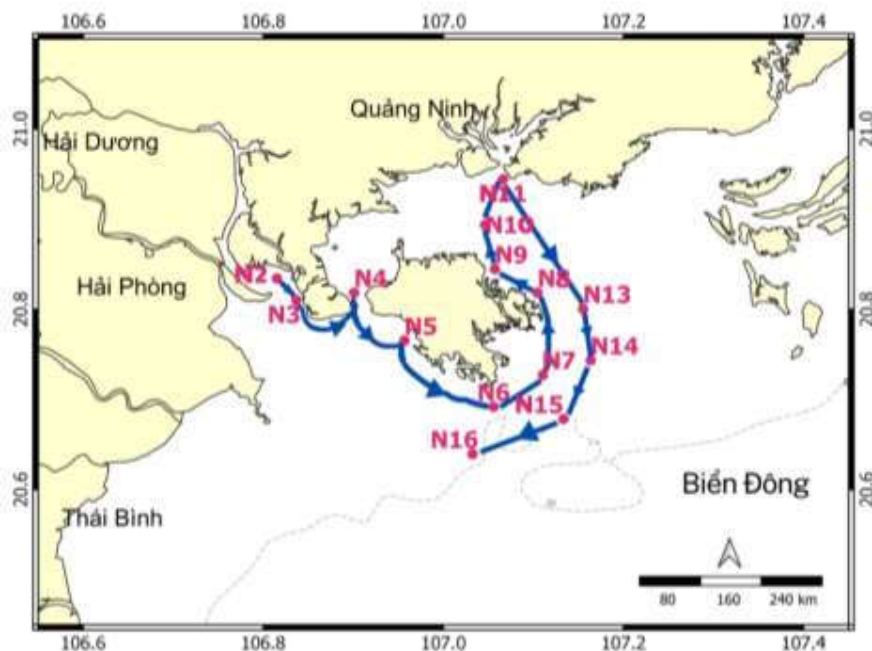 106.6 106.8 107.0 107.2 107.4
21.0 21.0
Quảng Ninh
Hải Dương
N11
N10
N9
N2 N4 N8
Hải Phòng
N13
N3
20.8 20.8
N5
N14
N7
N6 N15
N16
Biển Đông
20.6 20.6
Thái Bình
80 160 240 km
106.6 106.8 107.0 107.2 107.4